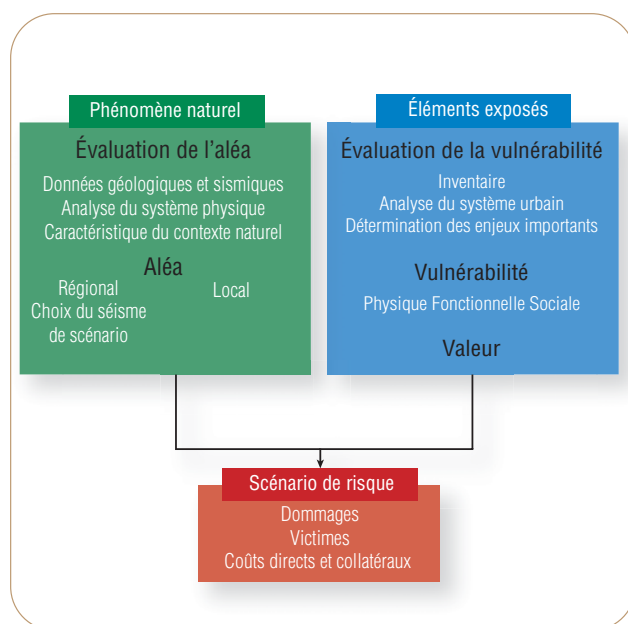 Phénomène naturel
Évaluation de l'aléa
Données géologiques et sismiques
Analyse du système physique
Caractéristique du contexte naturel
Aléa
Régional
Choix du séisme
de scénario
Local
Éléments exposés
Évaluation de la vulnérabilité
Inventaire
Analyse du système urbain
Détermination des enjeux importants
Vulnérabilité
Physique Fonctionnelle Sociale
Valeur
Scénario de risque
Dommages
Victimes
Coûts directs et collatéraux